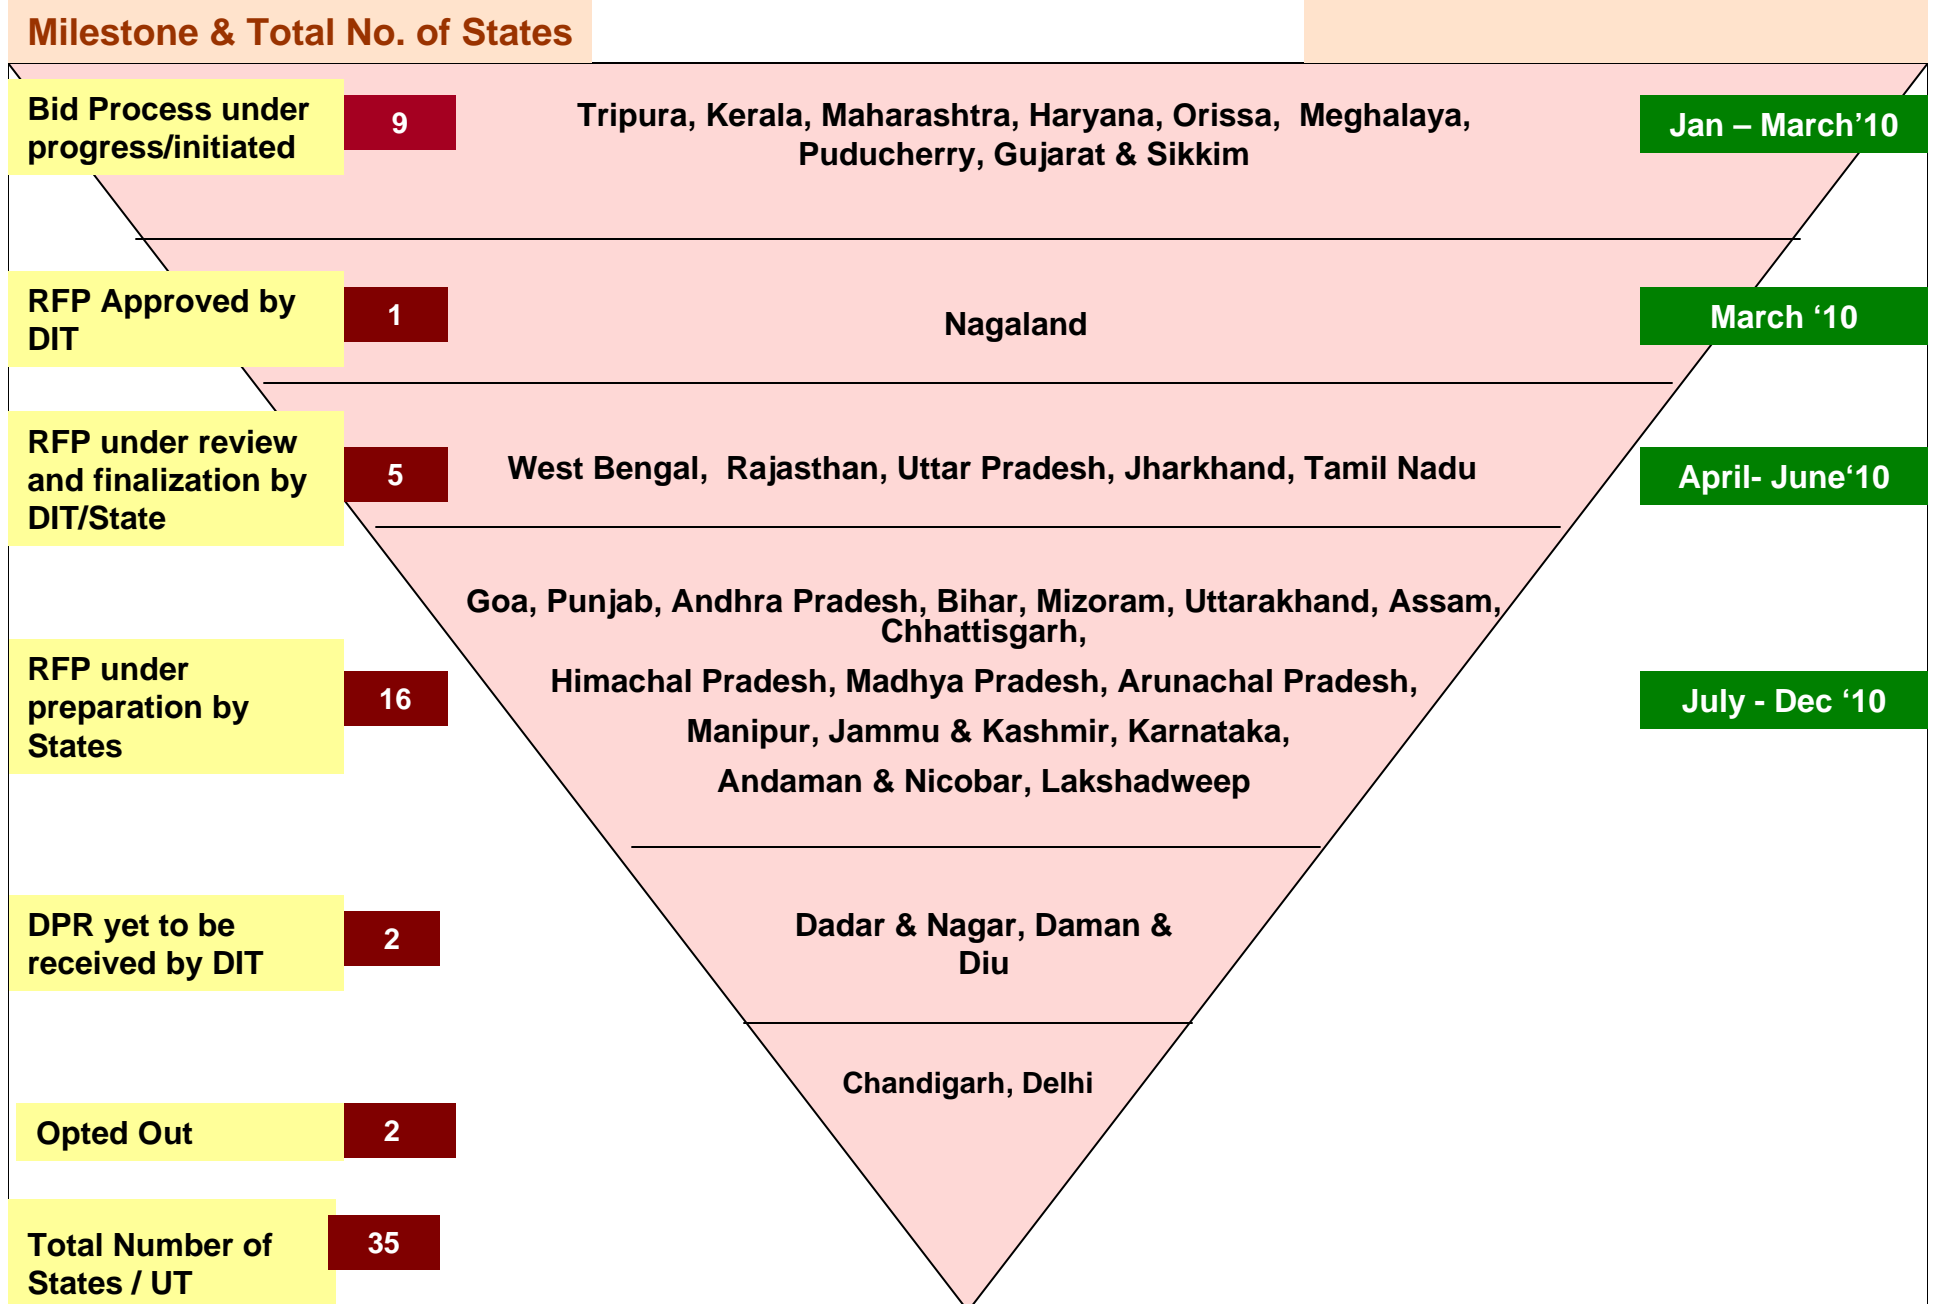 Milestone & Total No. of States
Bid Process under
progress/initiated
9
Tripura, Kerala, Maharashtra, Haryana, Orissa,  Meghalaya,
Puducherry, Gujarat & Sikkim
Jan – March’10
RFP Approved by
DIT
1
Nagaland
March ‘10
RFP under review
and finalization by
DIT/State
5
West Bengal,  Rajasthan, Uttar Pradesh, Jharkhand, Tamil Nadu
April- June‘10
RFP under
preparation by
States
16
Goa, Punjab, Andhra Pradesh, Bihar, Mizoram, Uttarakhand, Assam,
Chhattisgarh,
Himachal Pradesh, Madhya Pradesh, Arunachal Pradesh,
Manipur, Jammu & Kashmir, Karnataka,
Andaman & Nicobar, Lakshadweep
July - Dec ‘10
DPR yet to be
received by DIT
2
Dadar & Nagar, Daman &
Diu
Opted Out
2
Chandigarh, Delhi
Total Number of
States / UT
35